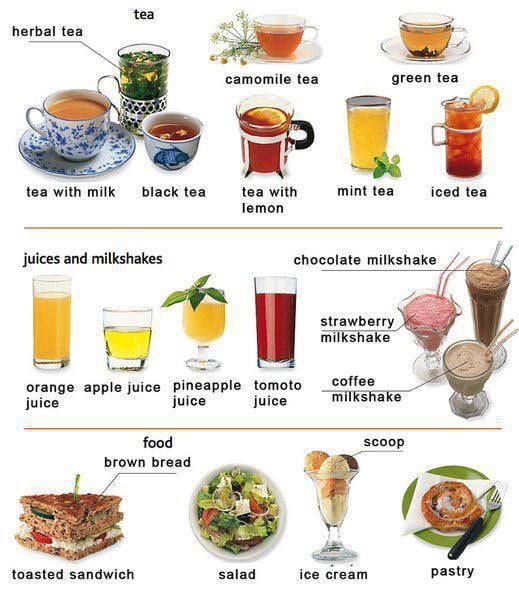 tea
herbal tea
camomile tea
green tea
tea with milk
black tea
tea with
lemon
mint tea
iced tea
juices and milkshakes
chocolate milkshake
strawberry
milkshake
coffee
milkshake
orange
juice
apple juice
pineapple
juice
tomoto
juice
food
brown bread
scoop
toasted sandwich
salad
ice cream
pastry